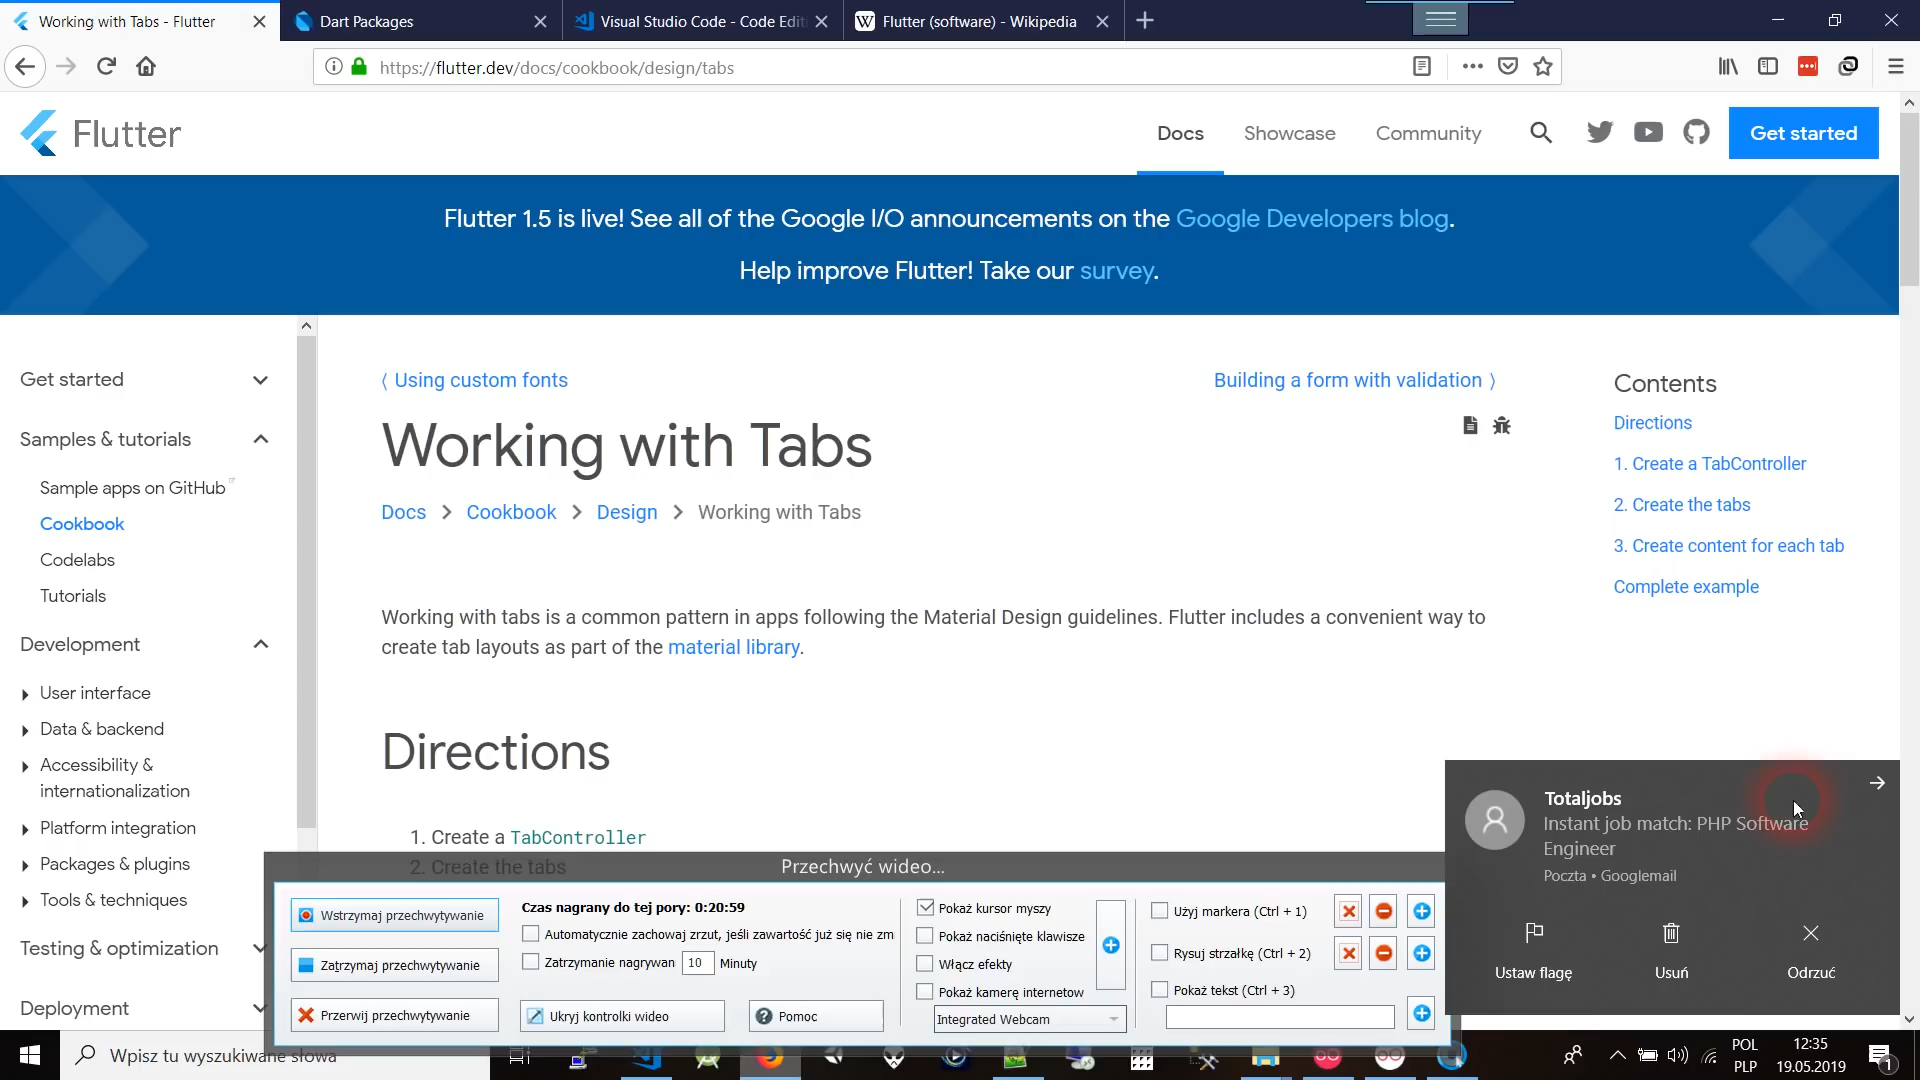 Working with Tabs - Flutter
Dart Packages
Visual Studio Code - Code Edit
Flutter (software) - Wikipedia
https://flutter.dev/docs/cookbook/design/tabs
Flutter
Docs
Showcase
Community
Get started
Flutter 1.5 is live! See all of the Google I/O announcements on the Google Developers blog.
Help improve Flutter! Take our survey.
Get started
Samples & tutorials
Sample apps on GitHub
Cookbook
Codelabs
Tutorials
Development
User interface
Data & backend
Accessibility &
internationalization
Platform integration
Packages & plugins
Tools & techniques
Testing & optimization
Deployment
⟨ Using custom fonts
Building a form with validation ⟩
Working with Tabs
Docs > Cookbook > Design > Working with Tabs
Working with tabs is a common pattern in apps following the Material Design guidelines. Flutter includes a convenient way to
create tab layouts as part of the material library.
Directions
1. Create a TabController
2. Create the tabs
Contents
Directions
1. Create a TabController
2. Create the tabs
3. Create content for each tab
Complete example
Przechwyć wideo...
Wstrzymaj przechwytywanie
Zatrzymaj przechwytywanie
Przerwij przechwytywanie
Czas nagrany do tej pory: 0:20:59
Automatycznie zachowaj zrzut, jeśli zawartość już się nie zm
Zatrzymanie nagrywan 10 Minuty
Ukryj kontrolki wideo
Pomoc
Pokaż kursor myszy
Pokaż naciśnięte klawisze
Włącz efekty
Pokaż kamerę internetow
Integrated Webcam
Użyj markera (Ctrl + 1)
Rysuj strzałkę (Ctrl + 2)
Pokaż tekst (Ctrl + 3)
Totaljobs
Instant job match: PHP Software
Engineer
Poczta • Googlemail
Ustaw flagę
Usuń
Odrzuć
Wpisz tu wyszukiwane słowa
POL
PLP
12:35
19.05.2019
1